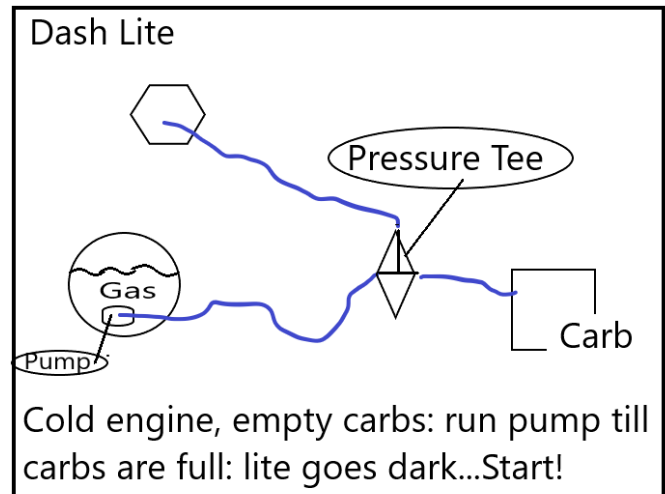 Dash Lite
Pressure Tee
Gas
Pump
Carb
Cold engine, empty carbs: run pump till
carbs are full: lite goes dark...Start!